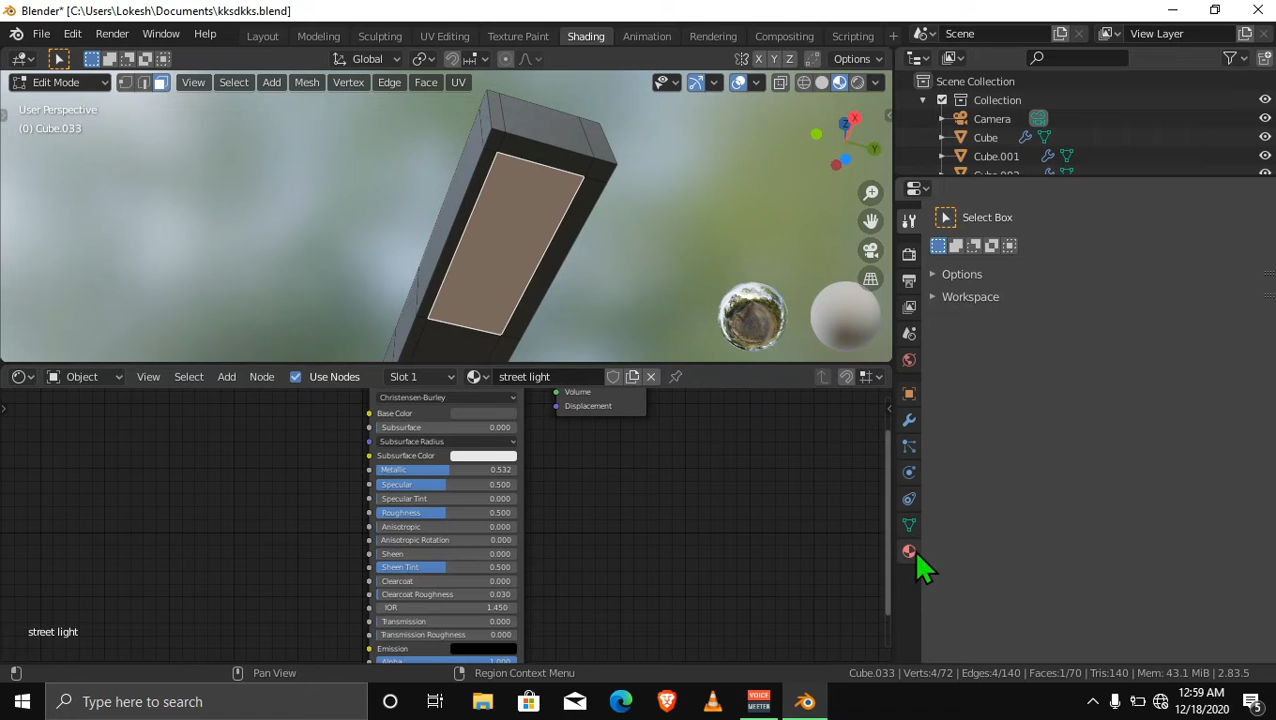 Blender* [C:\Users\Lokesh\Documents\kksdkks.blend]
File Edit Render Window Help Layout Modeling Sculpting UV Editing Texture Paint Shading Animation Rendering Compositing Scripting Scene View Layer
Global X Y Z Options
Edit Mode View Select Add Mesh Vertex Edge Face UV
User Perspective
(0) Cube.033
X
Y
Z
Scene Collection
Collection
Camera
Cube
Cube.001
Select Box
Options
Workspace
Object View Select Add Node Use Nodes Slot 1 street light
Christensen-Burley
Base Color
Subsurface 0.000
Subsurface Radius
Subsurface Color
Metallic 0.532
Specular 0.500
Specular Tint 0.000
Roughness 0.500
Anisotropic 0.000
Anisotropic Rotation 0.000
Sheen 0.000
Sheen Tint 0.500
Clearcoat 0.000
Clearcoat Roughness 0.030
IOR 1.450
Transmission 0.000
Transmission Roughness 0.000
Emission
Alpha 1.000
Volume
Displacement
street light
Pan View Region Context Menu Cube.033 | Verts:4/72 | Edges:4/140 | Faces:1/70 | Tris:140 | Mem: 43.1 MiB | 2.83.5
Type here to search
VOICE
MEETER
12:59 AM
12/18/2020
5